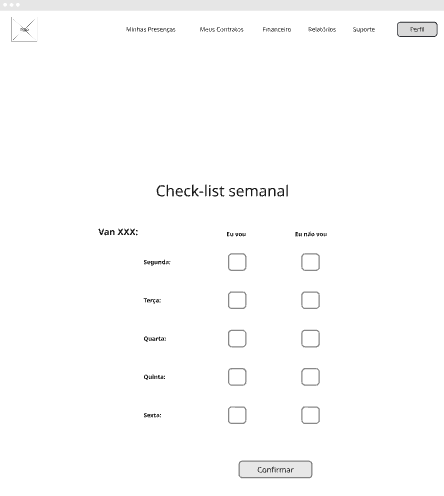 Minhas Presenças Meus Contratos Financeiro Relatórios Suporte Perfil
Check-list semanal
Van XXX: Eu vou Eu não vou
Segunda:
Terça:
Quarta:
Quinta:
Sexta:
Confirmar